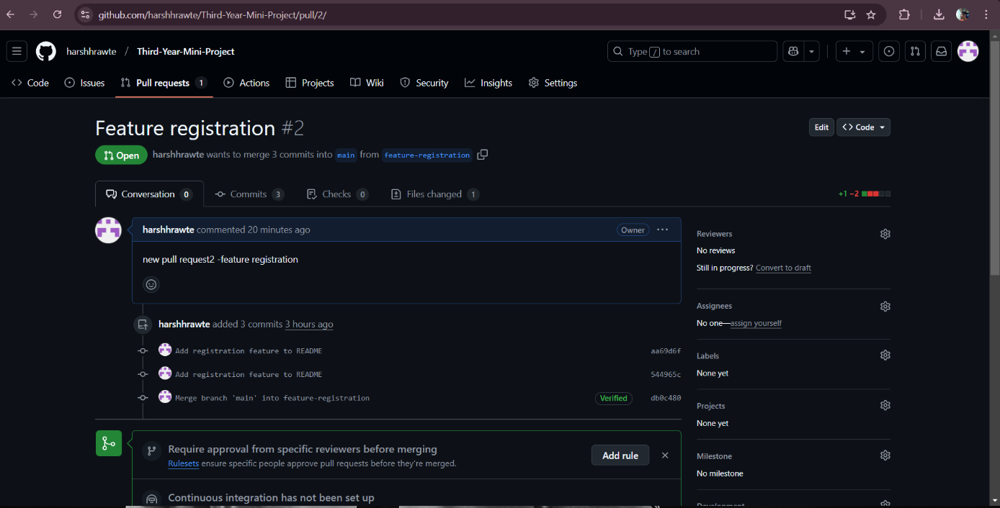 github.com/harshhrawte/Third-Year-Mini-Project/pull/2/
harshhrawte / Third-Year-Mini-Project
Type / to search
Code Issues Pull requests 1 Actions Projects Wiki Security Insights Settings
Feature registration #2
Edit <> Code
Open harshhrawte wants to merge 3 commits into main from feature-registration
Conversation 0 Commits 3 Checks 0 Files changed 1
+1 −2
harshhrawte commented 20 minutes ago
Owner ...
new pull request2 -feature registration
harshhrawte added 3 commits 3 hours ago
Add registration feature to README aa69d6f
Add registration feature to README 544965c
Merge branch 'main' into feature-registration Verified db0c480
Require approval from specific reviewers before merging
Rulesets ensure specific people approve pull requests before they're merged.
Add rule
Continuous integration has not been set up
Reviewers
No reviews
Still in progress? Convert to draft
Assignees
No one—assign yourself
Labels
None yet
Projects
None yet
Milestone
No milestone
Development